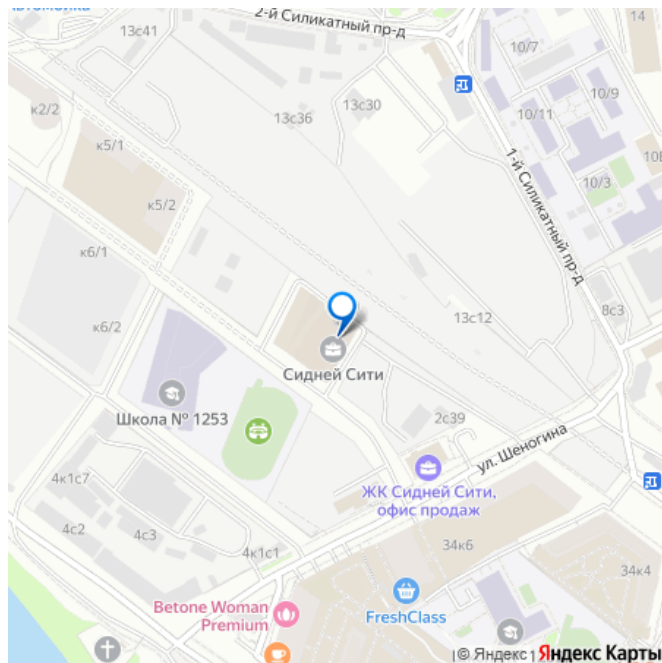 2-й Силикатный пр-д
14
13с41
10/7
13с30
10/9
к2/2
13с36
10/11
к5/1
1-й Силикатный пр-д
10/3
к5/2
к6/1
8с3
13с12
к6/2
Сидней Сити
Школа № 1253
2с39
ул. Шеногина
4к1с7
ЖК Сидней Сити,
офис продаж
4с2
4с3
34к6
4к1с1
34к4
Betone Woman
Premium
FreshClass
© Яндекс
Яндекс Карты